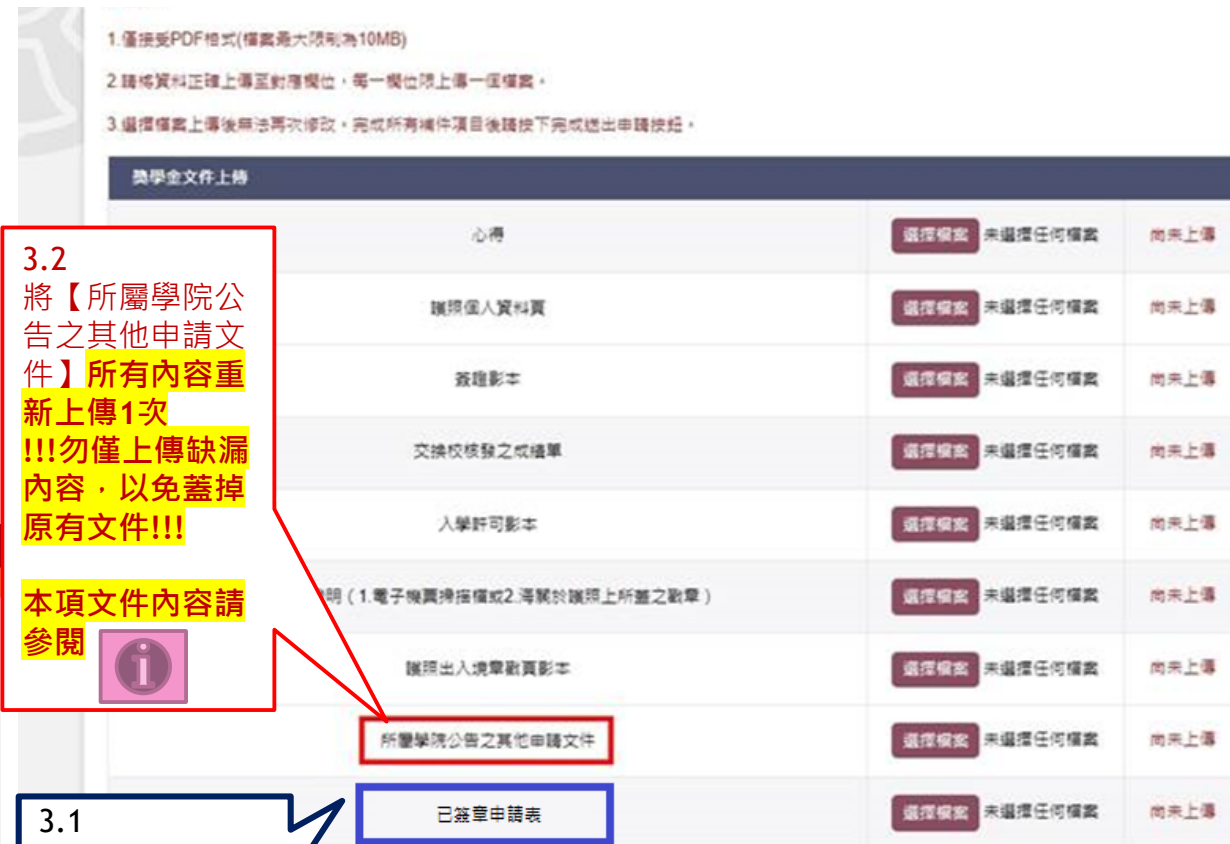 1.僅接受PDF格式(檔案最大限制為10MB)
2.請將資料正確上傳至對應欄位，每一欄位限上傳一個檔案。
3.選擇檔案上傳後無法再次修改，完成所有補件項目後請按下完成送出申請按鈕。
獎學金文件上傳
心得 選擇檔案 未選擇任何檔案 尚未上傳
護照個人資料頁 選擇檔案 未選擇任何檔案 尚未上傳
簽證影本 選擇檔案 未選擇任何檔案 尚未上傳
交換校核發之成績單 選擇檔案 未選擇任何檔案 尚未上傳
入學許可影本 選擇檔案 未選擇任何檔案 尚未上傳
明（1.電子機票掃描檔或2.海關於護照上所蓋之戳章） 選擇檔案 未選擇任何檔案 尚未上傳
護照出入境章戳頁影本 選擇檔案 未選擇任何檔案 尚未上傳
所屬學院公告之其他申請文件 選擇檔案 未選擇任何檔案 尚未上傳
已簽章申請表 選擇檔案 未選擇任何檔案 尚未上傳
3.2
將【所屬學院公
告之其他申請文
件】所有內容重
新上傳1次
!!!勿僅上傳缺漏
內容，以免蓋掉
原有文件!!!
本項文件內容請
參閱
3.1